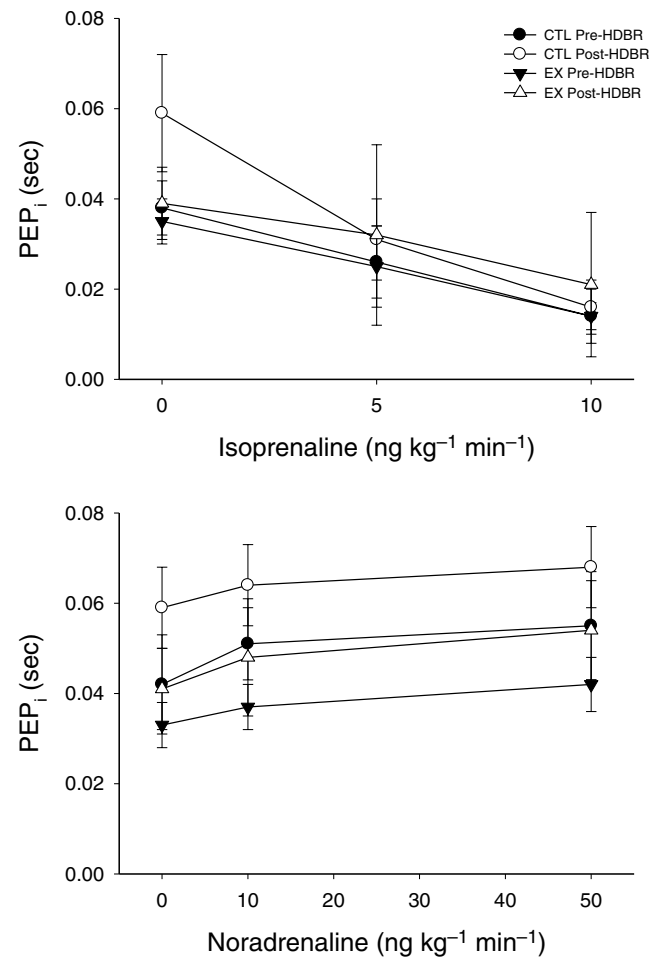 CTL Pre-HDBR
CTL Post-HDBR
EX Pre-HDBR
EX Post-HDBR
0.08
0.06
0.04
0.02
0.00
PEPᵢ (sec)
0 5 10
Isoprenaline (ng kg⁻¹ min⁻¹)
0.08
0.06
0.04
0.02
0.00
PEPᵢ (sec)
0 10 20 30 40 50
Noradrenaline (ng kg⁻¹ min⁻¹)